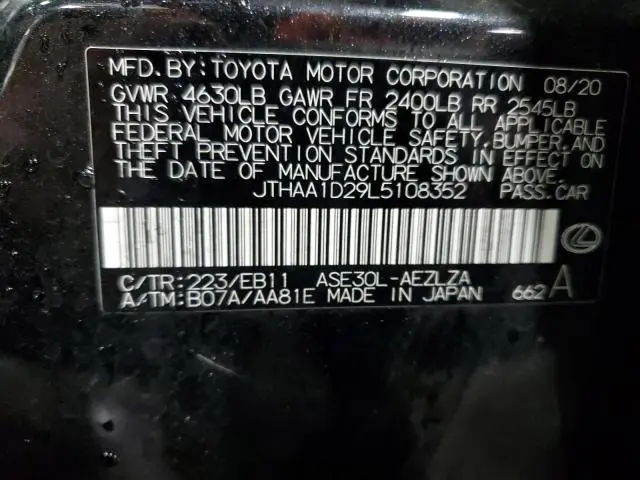 MFD.BY:TOYOTA MOTOR CORPORATION 08/20
GVWR 4630LB GAWR FR 2400LB RR 2545LB
THIS VEHICLE CONFORMS TO ALL APPLICABLE
FEDERAL MOTOR VEHICLE SAFETY,BUMPER,AND
THEFT PREVENTION STANDARDS IN EFFECT ON
THE DATE OF MANUFACTURE SHOWN ABOVE.
JTHAA1D29L5108352 PASS.CAR
C/TR:223/EB11 ASE30L-AEZLZA
A/TM:B07A/AA81E MADE IN JAPAN 662 A